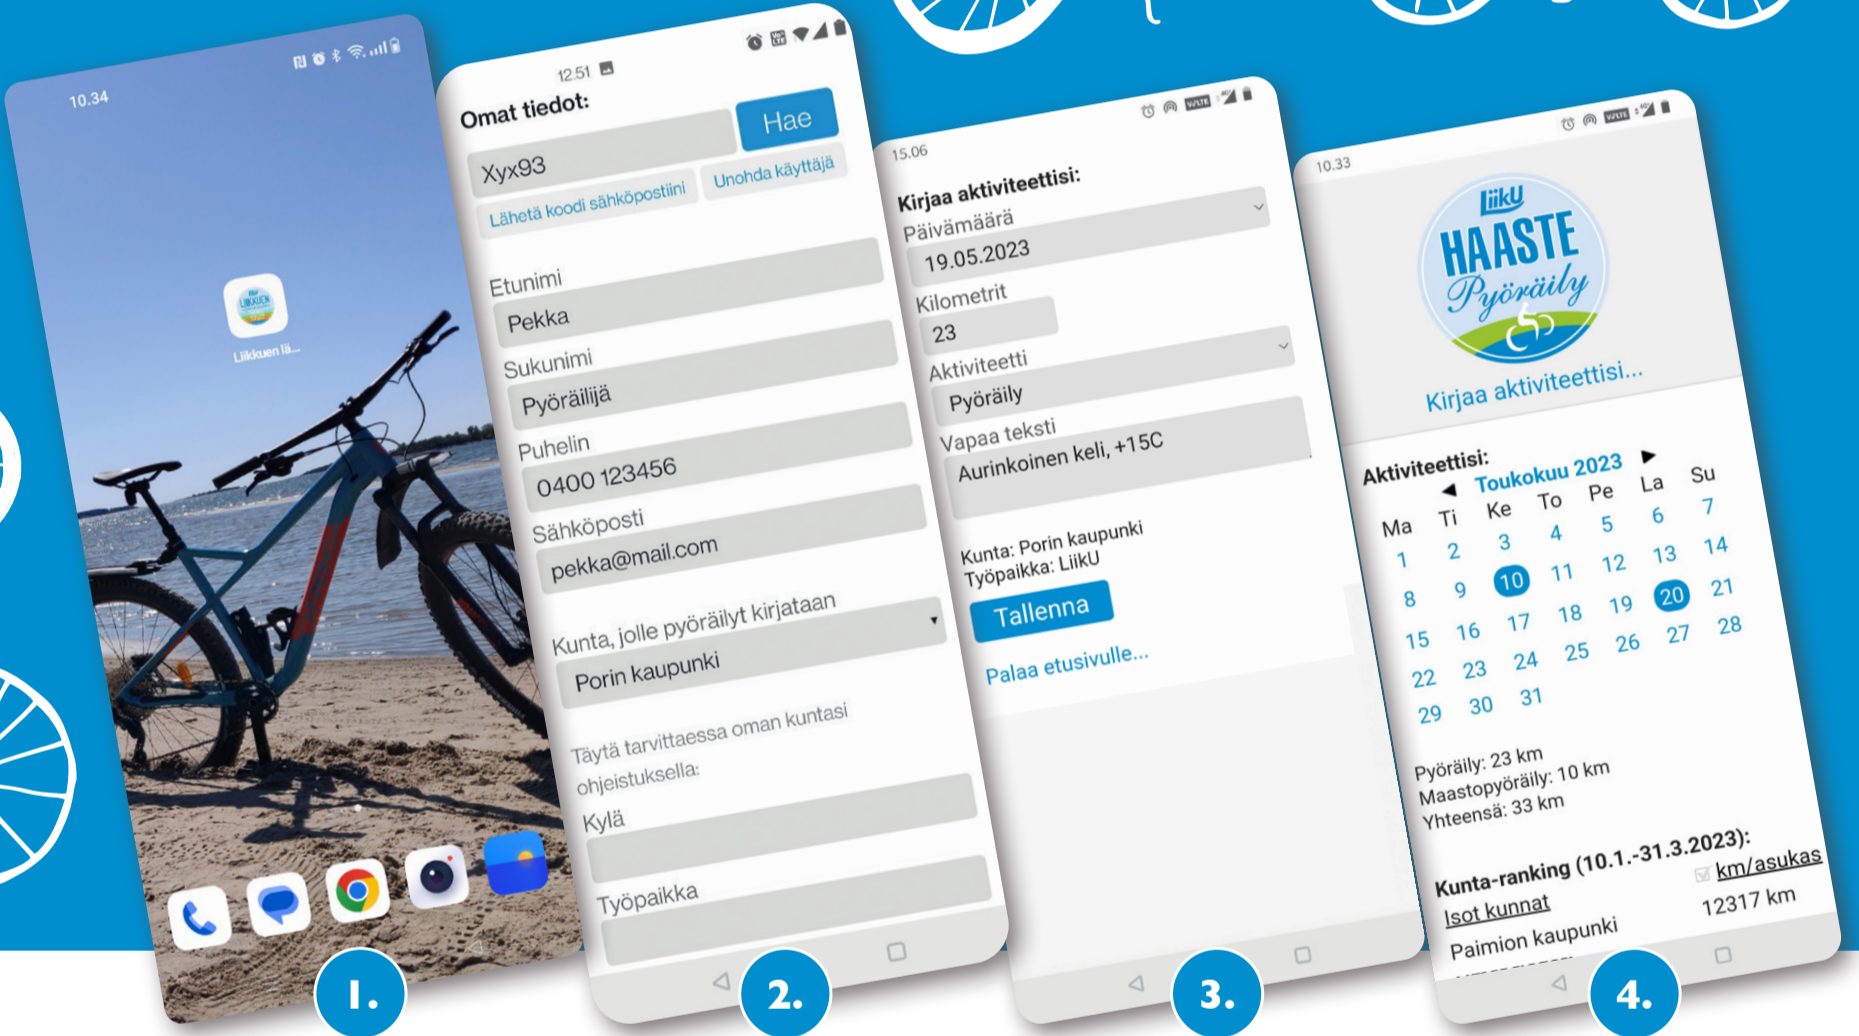 10.34
LIIKKUEN
Liikkuen lä...
1.
12.51
Omat tiedot:
Xyx93
Hae
Lähetä koodi sähköpostiini
Unohda käyttäjä
Etunimi
Pekka
Sukunimi
Pyöräilijä
Puhelin
0400 123456
Sähköposti
pekka@mail.com
Kunta, jolle pyöräilyt kirjataan
Porin kaupunki
Täytä tarvittaessa oman kuntasi
ohjeistuksella:
Kylä
Työpaikka
2.
15.06
Kirjaa aktiviteettisi:
Päivämäärä
19.05.2023
Kilometrit
23
Aktiviteetti
Pyöräily
Vapaa teksti
Aurinkoinen keli, +15C
Kunta: Porin kaupunki
Työpaikka: LiikU
Tallenna
Palaa etusivulle...
3.
10.33
LiikU
HAASTE
Pyöräily
Kirjaa aktiviteettisi...
Aktiviteettisi:
◀ Toukokuu 2023 ▶
Ma Ti Ke To Pe La Su
1 2 3 4 5 6 7
8 9 10 11 12 13 14
15 16 17 18 19 20 21
22 23 24 25 26 27 28
29 30 31
Pyöräily: 23 km
Maastopyöräily: 10 km
Yhteensä: 33 km
Kunta-ranking (10.1.-31.3.2023):
Isot kunnat
km/asukas
Paimion kaupunki
12317 km
4.